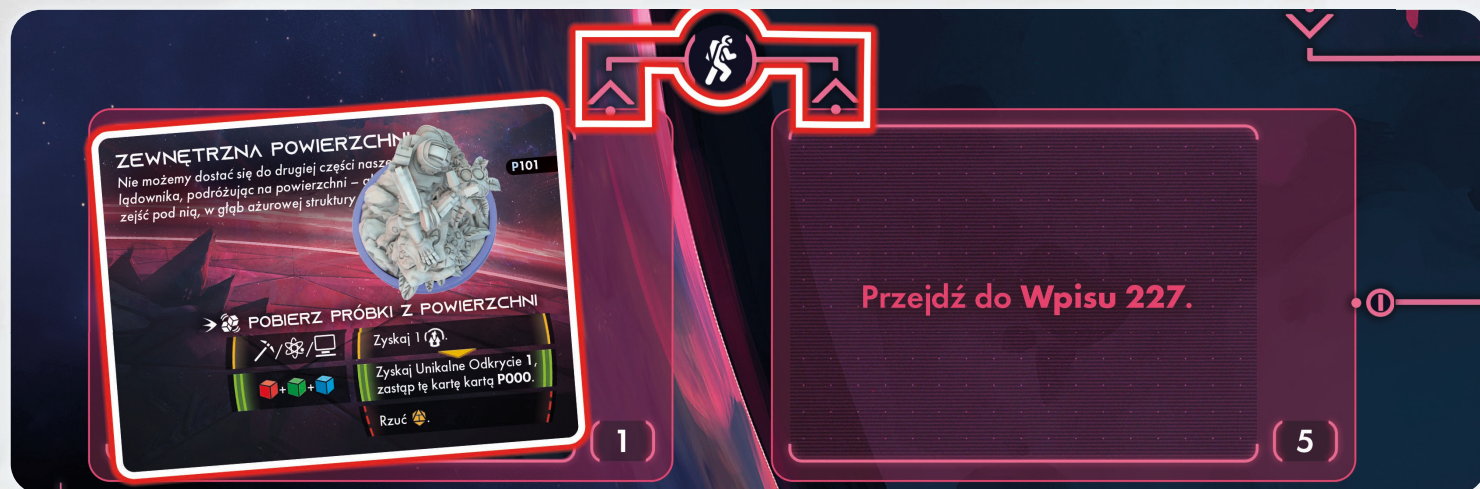 ZEWNĘTRZNA POWIERZCHNI
P101
Nie możemy dostać się do drugiej części
lądownika, podróżując na powierzchni –
zejść pod nią, w głąb ażurowej struktury
POBIERZ PRÓBKI Z POWIERZCHNI
Zyskaj 1 .
Zyskaj Unikalne Odkrycie 1,
zastąp tę kartę kartą P000.
Rzuć .
1
Przejdź do Wpisu 227.
5